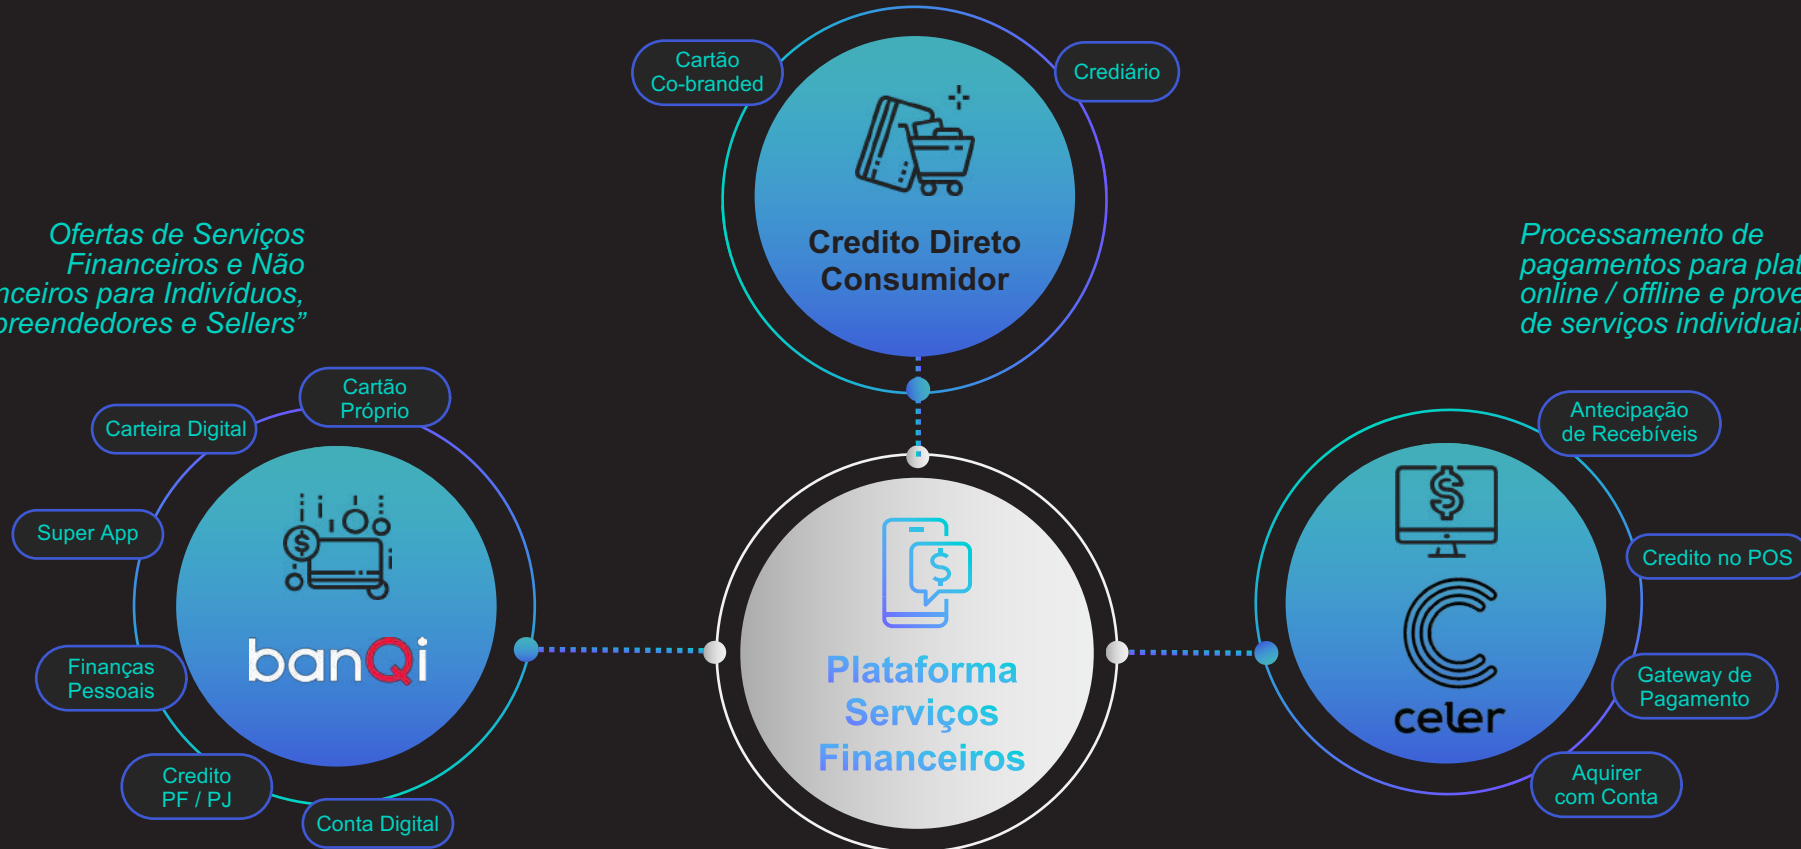 Cartão
Co-branded
Crediário
Credito Direto
Consumidor
Ofertas de Serviços
Financeiros e Não
nceiros para Indivíduos,
preendedores e Sellers”
Processamento de
pagamentos para plat
online / offline e prove
de serviços individuais
Cartão
Próprio
Carteira Digital
Super App
Finanças
Pessoais
Credito
PF / PJ
Conta Digital
banQi
Plataforma
Serviços
Financeiros
Antecipação
de Recebíveis
Credito no POS
Gateway de
Pagamento
Aquirer
com Conta
celer